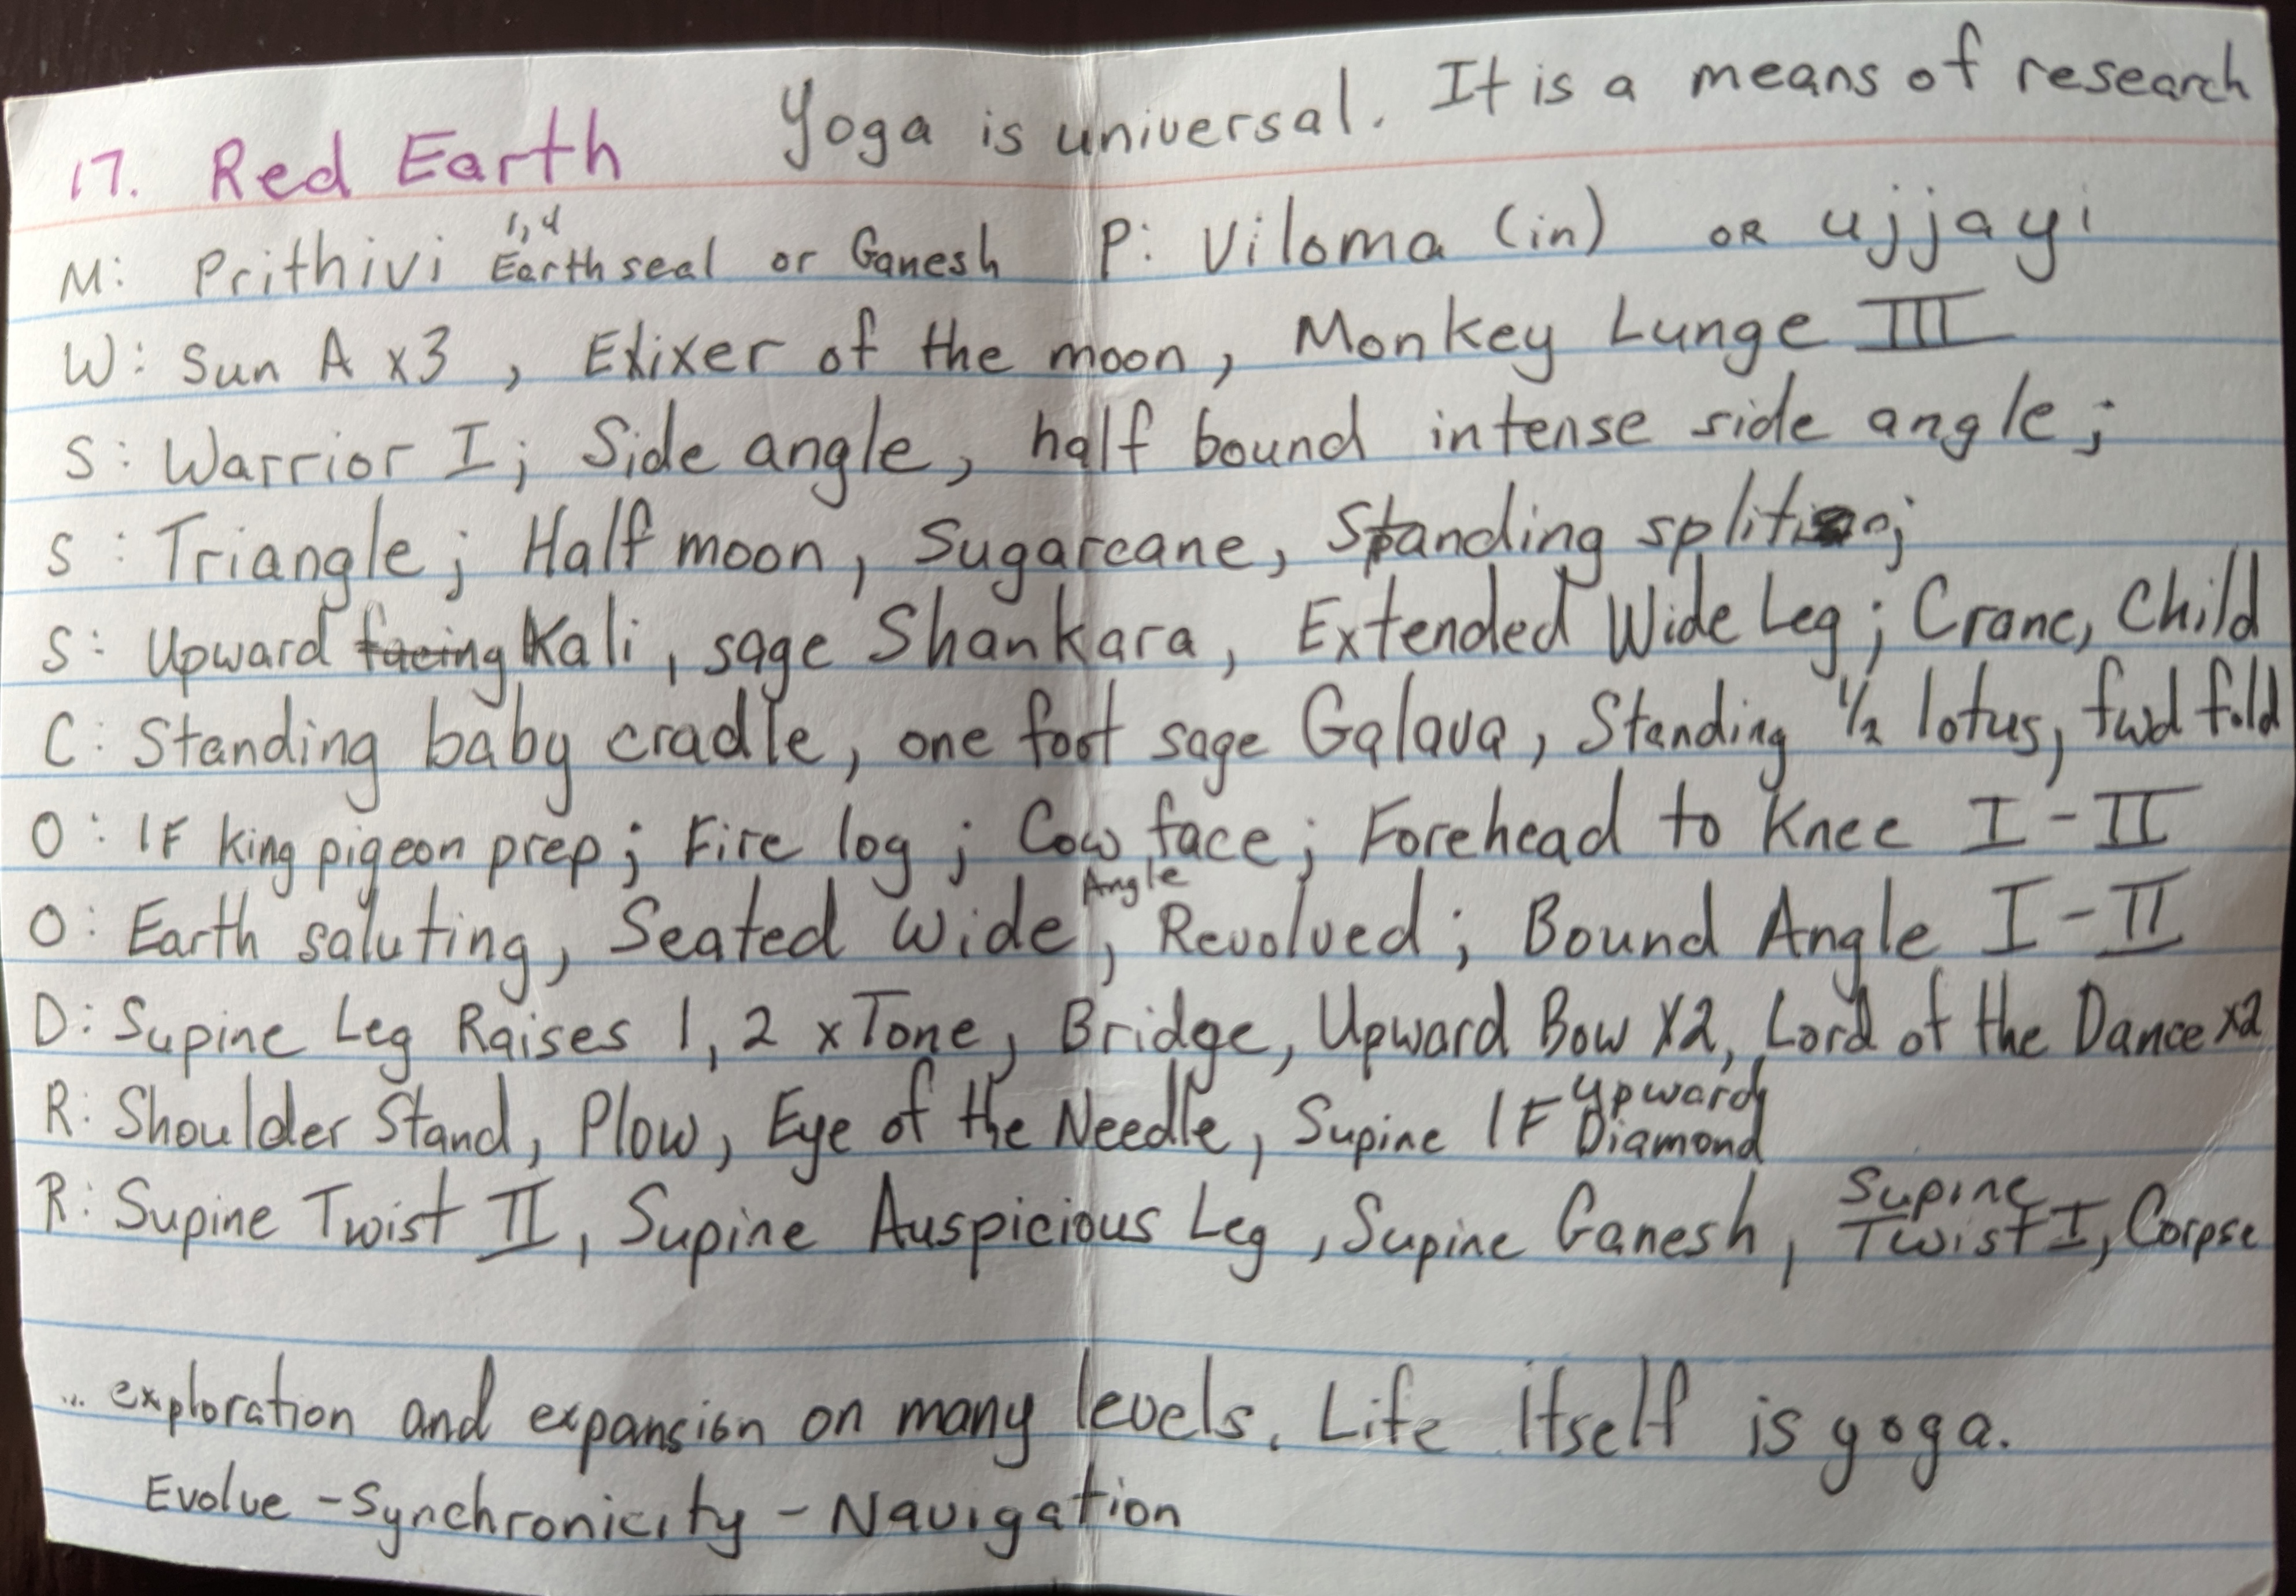 17. Red Earth Yoga is universal. It is a means of research
M: Prithivi 1,4 Earth seal or Ganesh P: Viloma (in) OR ujjayi
W: Sun A x3, Elixer of the moon, Monkey Lunge III
S: Warrior I; Side angle, half bound intense side angle;
S: Triangle; Half moon, Sugarcane, Standing split;
S: Upward facing Kali, sage Shankara, Extended Wide Leg; Crane, Child
C: Standing baby cradle, one foot sage Galava, Standing 1/2 lotus, fwd fold
O: 1F king pigeon prep; Fire log; Cow face; Forehead to Knee I-II
O: Earth saluting, Seated Wide Angle, Revolved; Bound Angle I-II
D: Supine Leg Raises 1, 2 x Tone, Bridge, Upward Bow X2, Lord of the Dance x2
R: Shoulder Stand, Plow, Eye of the Needle, Supine 1F Upward Diamond
R: Supine Twist II, Supine Auspicious Leg, Supine Ganesh, Supine Twist I, Corpse
... exploration and expansion on many levels. Life itself is yoga.
Evolve - Synchronicity - Navigation